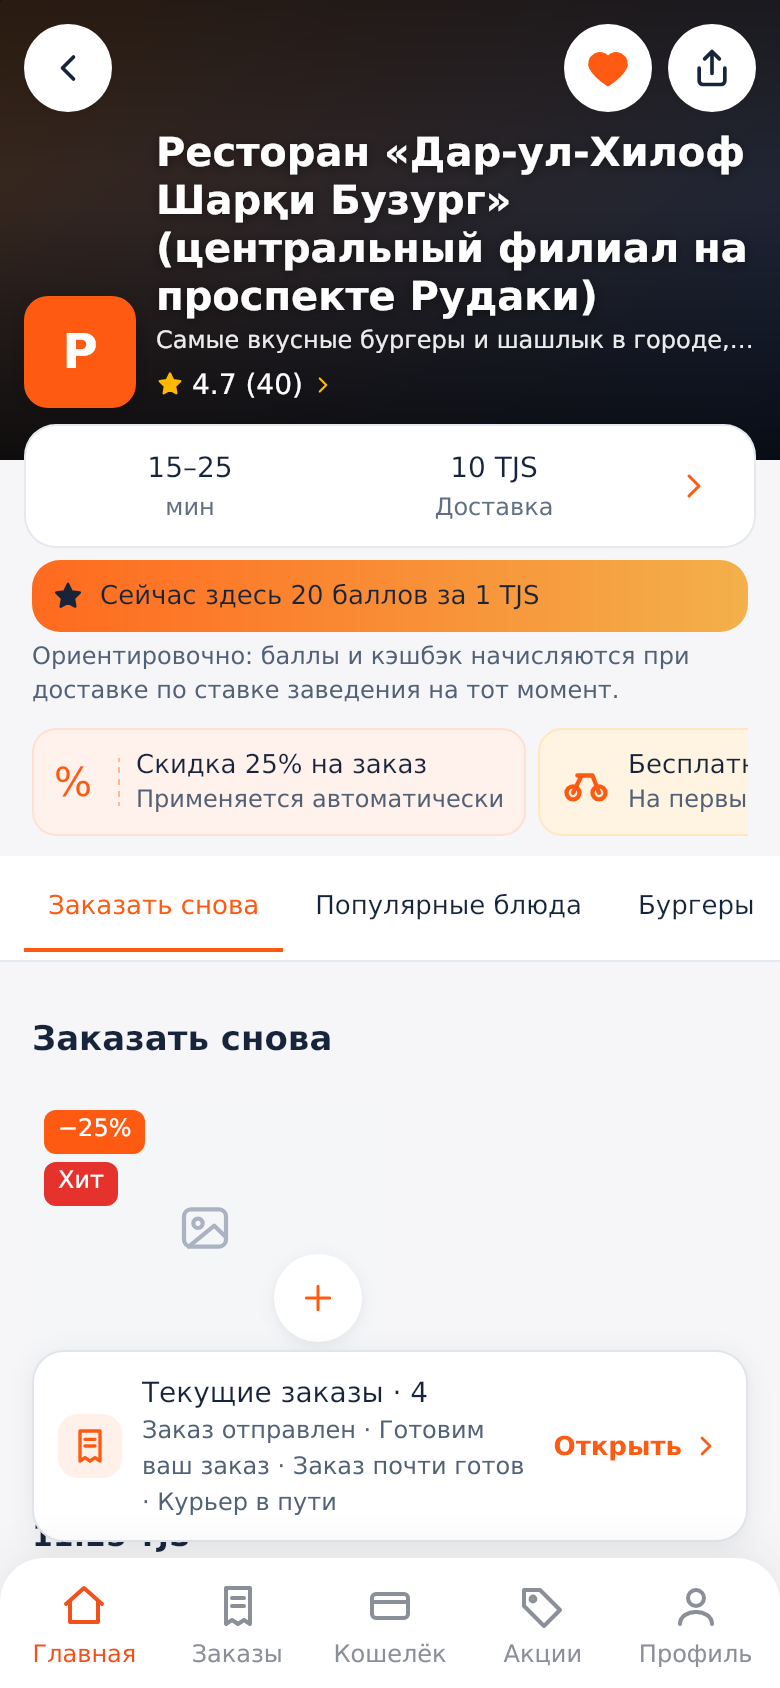 Ресторан «Дар-ул-Хилоф
Шарқи Бузург»
(центральный филиал на
проспекте Рудаки)
Р
Самые вкусные бургеры и шашлык в городе,...
4.7 (40)
15–25
мин
10 TJS
Доставка
Сейчас здесь 20 баллов за 1 TJS
Ориентировочно: баллы и кэшбэк начисляются при
доставке по ставке заведения на тот момент.
%
Скидка 25% на заказ
Применяется автоматически
Бесплатн
На первы
Заказать снова
Популярные блюда
Бургеры
Заказать снова
−25%
Хит
Текущие заказы · 4
Заказ отправлен · Готовим
ваш заказ · Заказ почти готов
· Курьер в пути
Открыть
Главная
Заказы
Кошелёк
Акции
Профиль